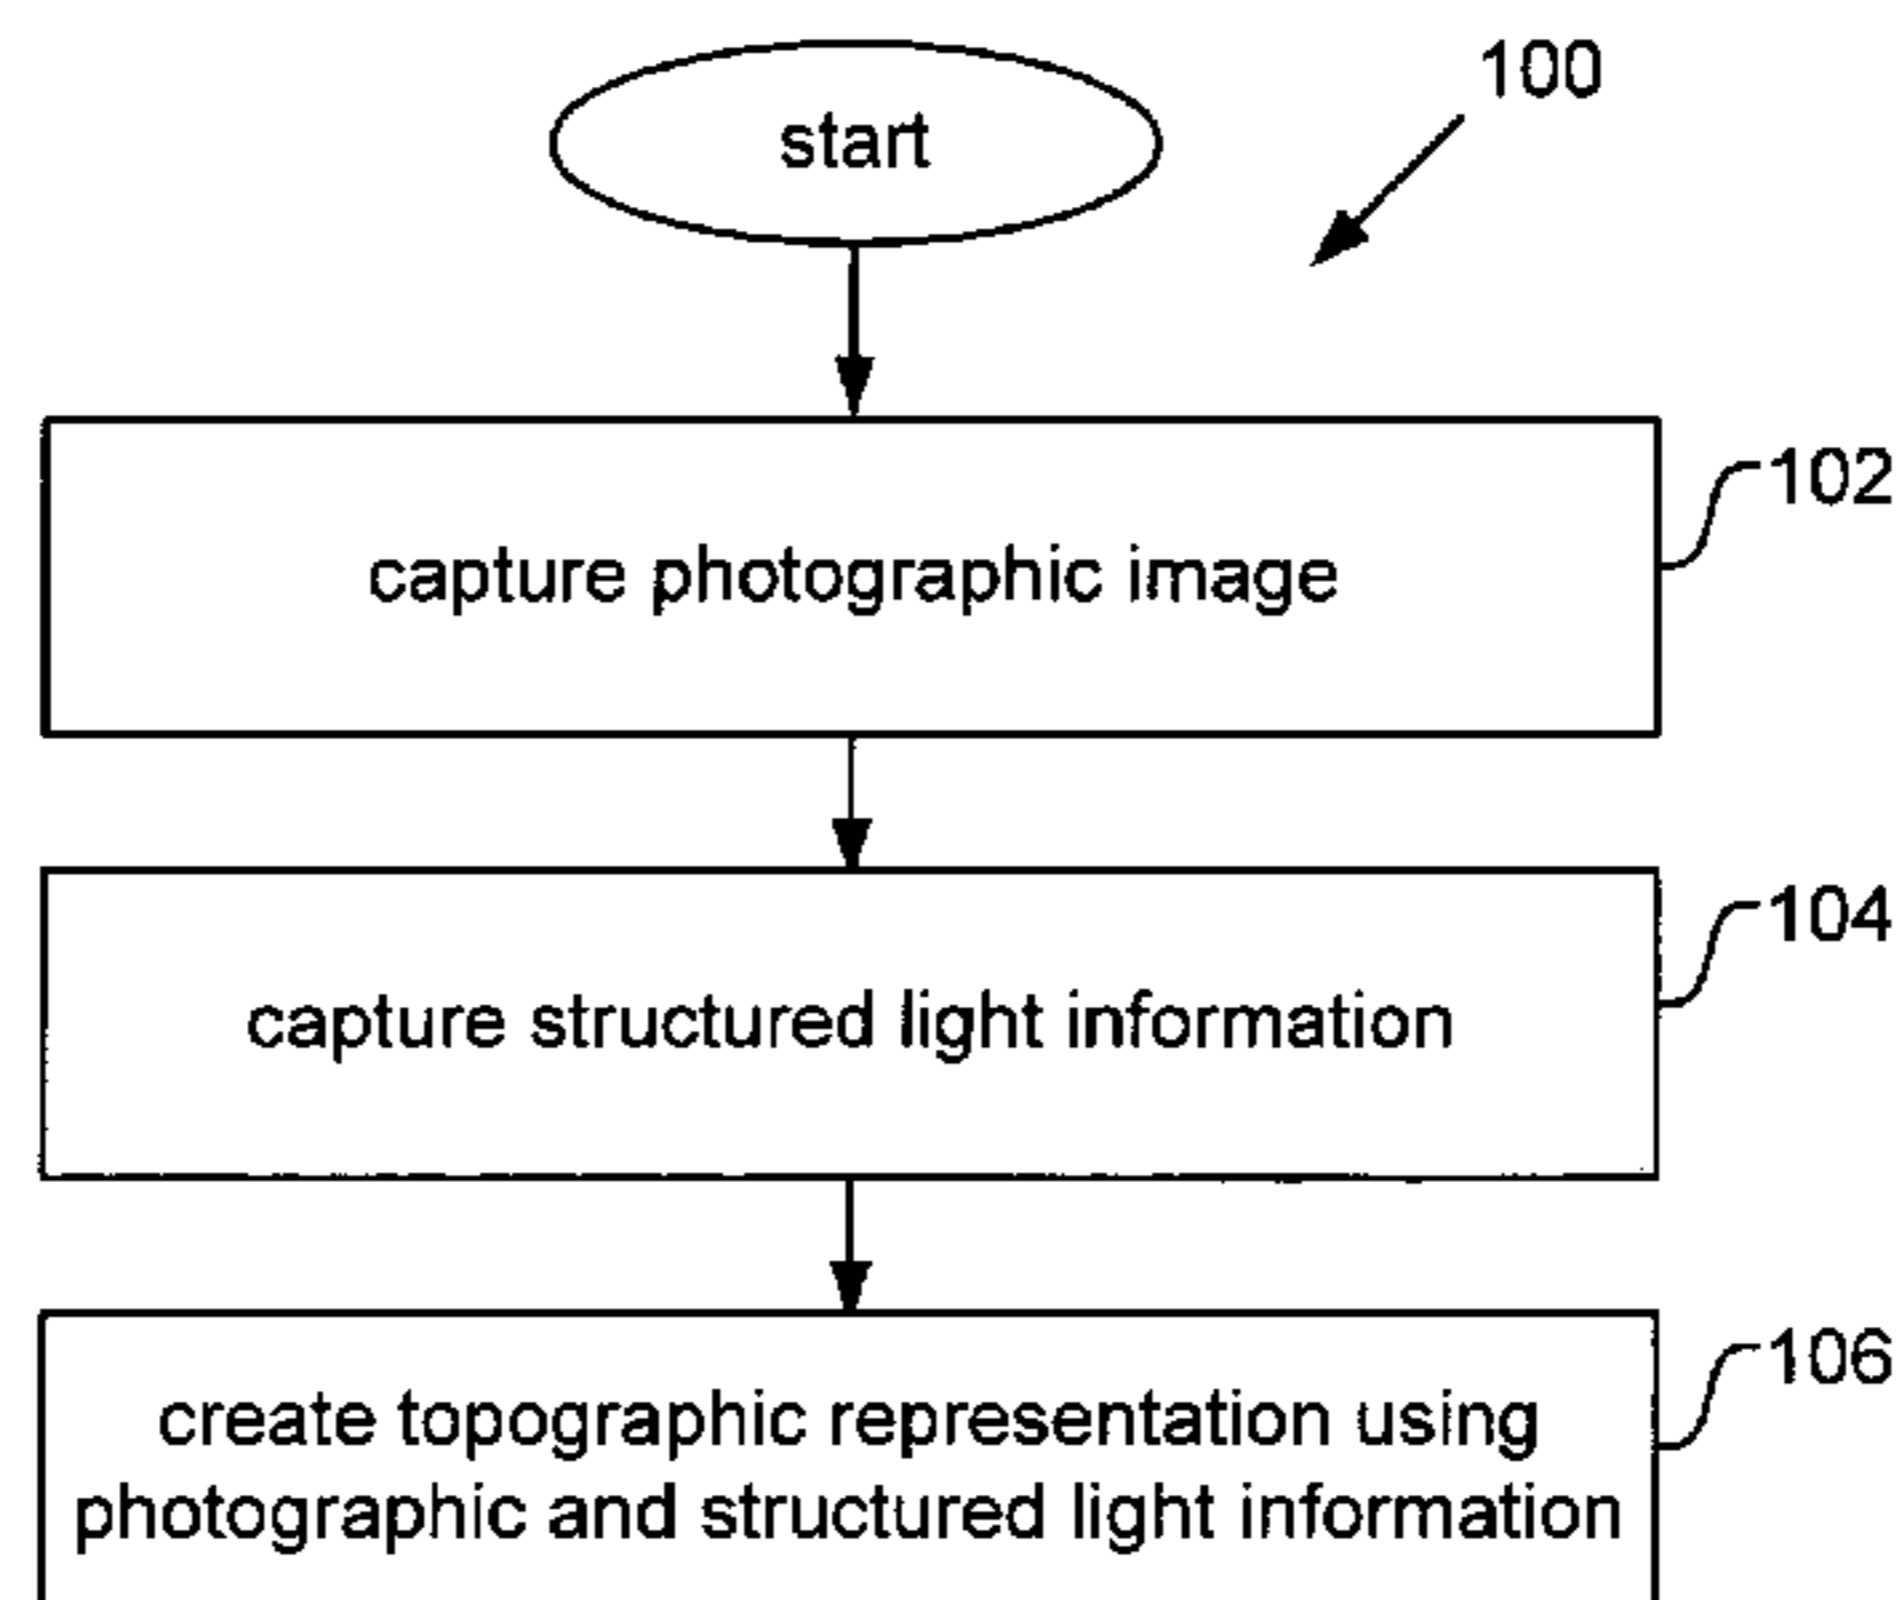 start
100
capture photographic image
102
capture structured light information
104
create topographic representation using
photographic and structured light information
106